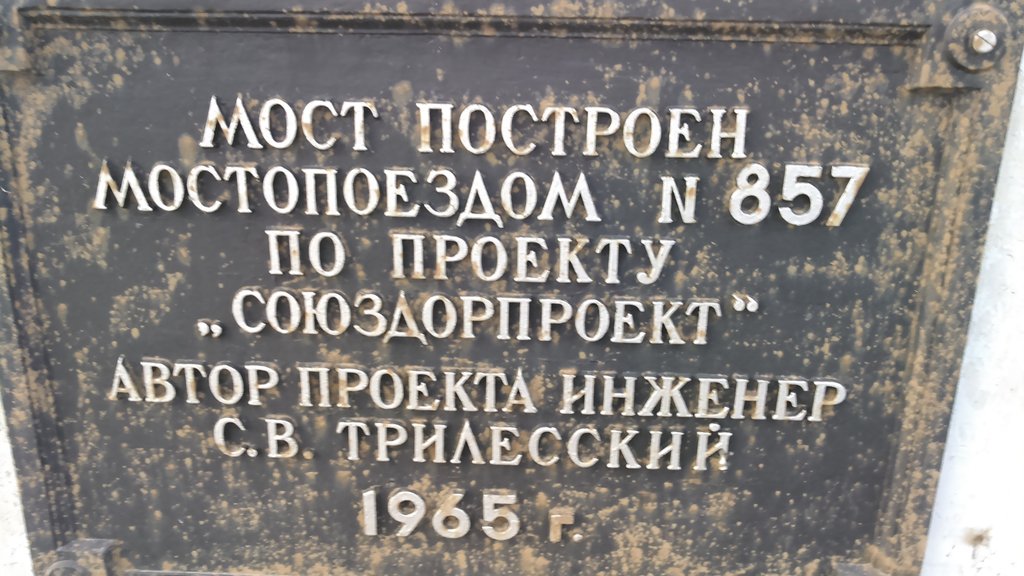 МОСТ ПОСТРОЕН
МОСТОПОЕЗДОМ N 857
ПО ПРОЕКТУ
„СОЮЗДОРПРОЕКТ“
АВТОР ПРОЕКТА ИНЖЕНЕР
С.В. ТРИЛЕССКИЙ
1965 г.